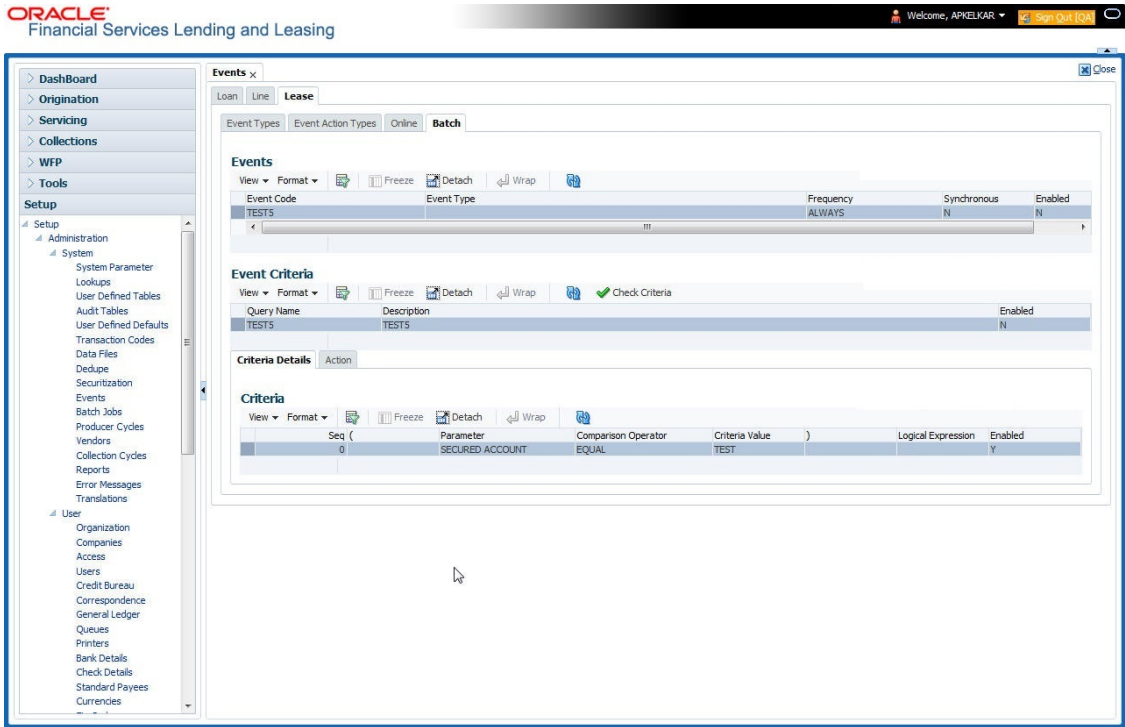 ORACLE®
Financial Services Lending and Leasing
Welcome, APKELKAR
Sign Out [QA]
DashBoard
Origination
Servicing
Collections
WFP
Tools
Setup
Setup
Administration
System
System Parameter
Lookups
User Defined Tables
Audit Tables
User Defined Defaults
Transaction Codes
Data Files
Dedupe
Securitization
Events
Batch Jobs
Producer Cycles
Vendors
Collection Cycles
Reports
Error Messages
Translations
User
Organization
Companies
Access
Users
Credit Bureau
Correspondence
General Ledger
Queues
Printers
Bank Details
Check Details
Standard Payees
Currencies
Events
Close
Loan Line Lease
Event Types Event Action Types Online Batch
Events
View Format Freeze Detach Wrap
Event Code Event Type Frequency Synchronous Enabled
TEST5 ALWAYS N N
Event Criteria
View Format Freeze Detach Wrap Check Criteria
Query Name Description Enabled
TEST5 TEST5 N
Criteria Details Action
Criteria
View Format Freeze Detach Wrap
Seq ( Parameter Comparison Operator Criteria Value ) Logical Expression Enabled
0 SECURED ACCOUNT EQUAL TEST Y